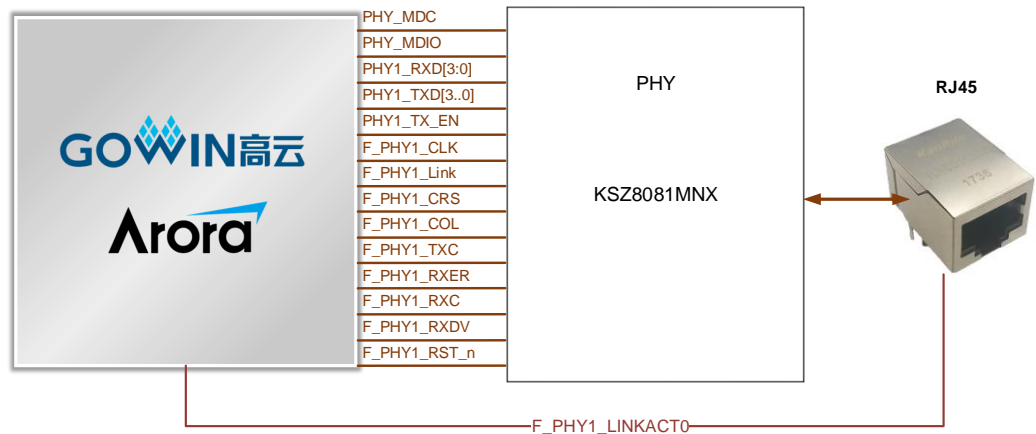 PHY_MDC
PHY_MDIO
PHY1_RXD[3:0]
PHY1_TXD[3..0]
PHY1_TX_EN
F_PHY1_CLK
F_PHY1_Link
F_PHY1_CRS
F_PHY1_COL
F_PHY1_TXC
F_PHY1_RXER
F_PHY1_RXC
F_PHY1_RXDV
F_PHY1_RST_n
GOWIN高云
Arora
PHY
KSZ8081MNX
RJ45
1736
F_PHY1_LINKACT0